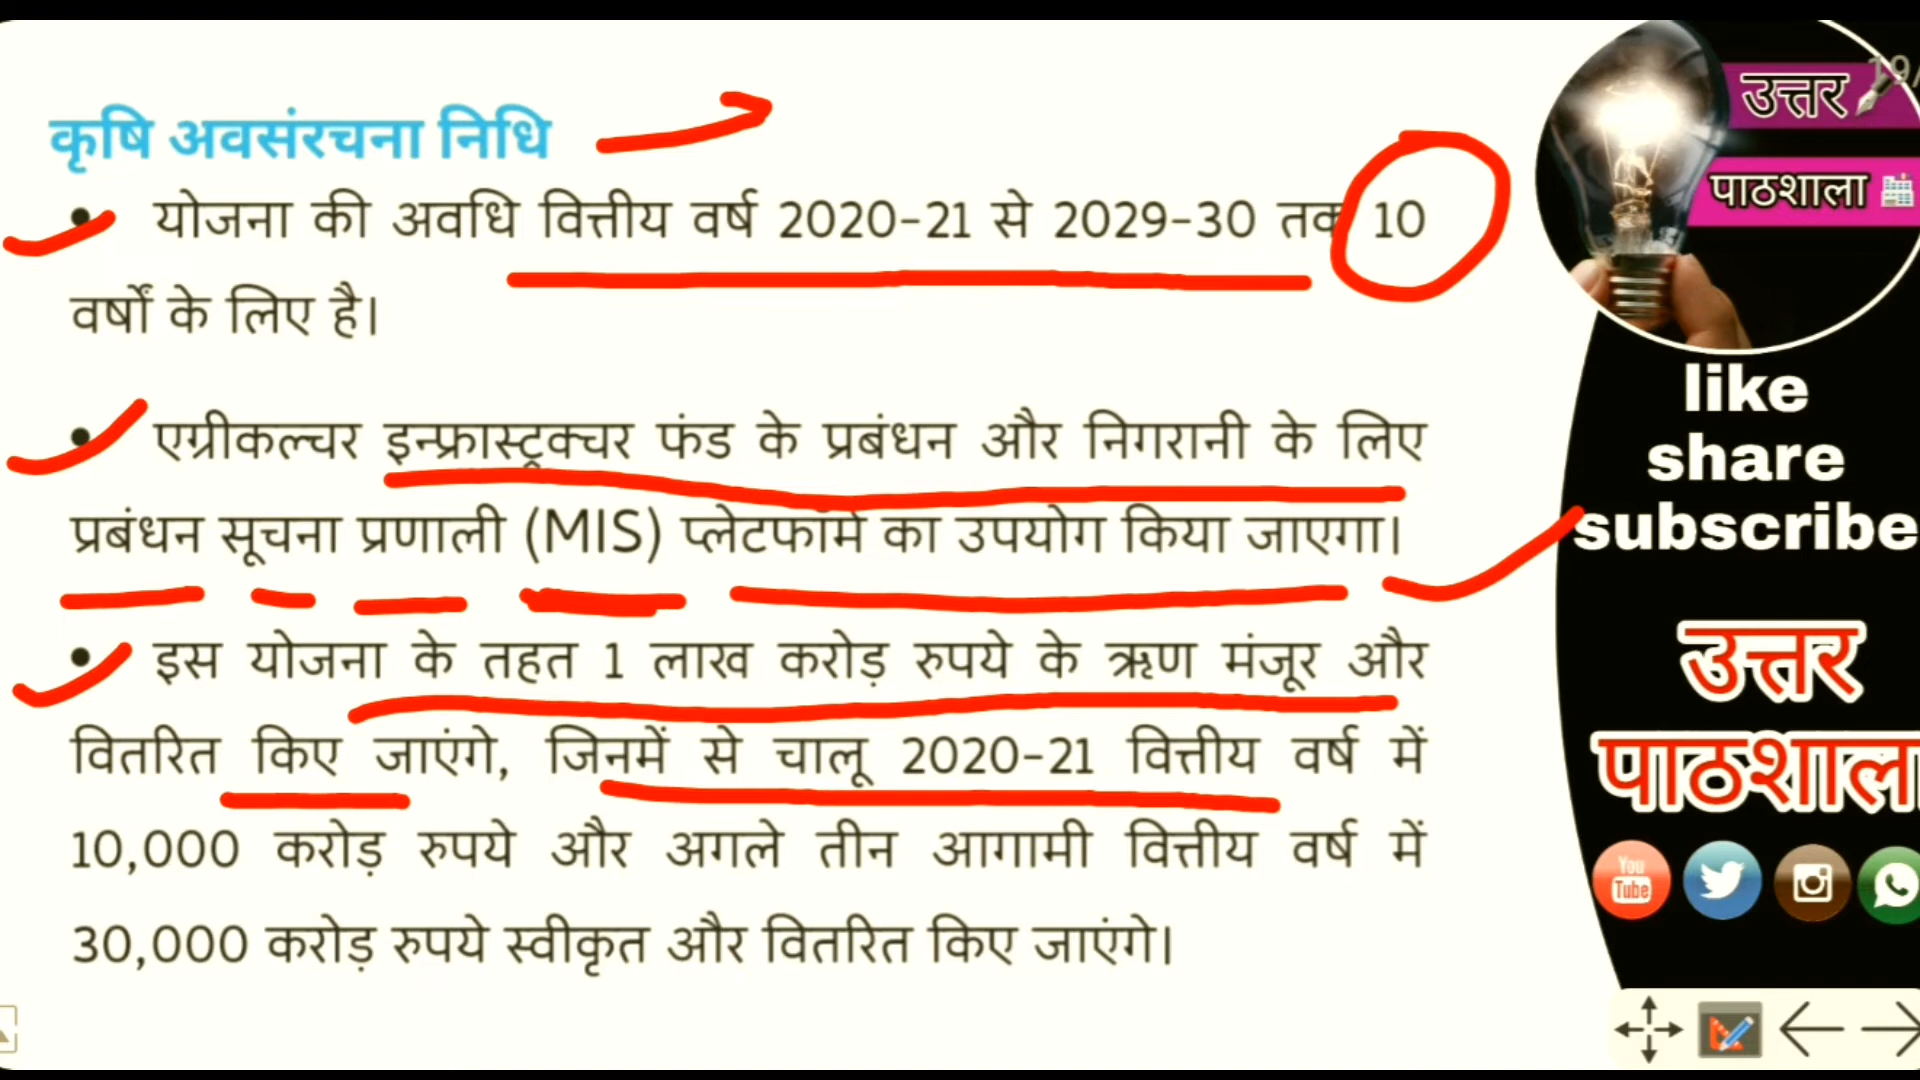 कृषि अवसंरचना निधि
• योजना की अवधि वित्तीय वर्ष 2020-21 से 2029-30 तक 10
वर्षों के लिए है।
• एग्रीकल्चर इन्फ्रास्ट्रक्चर फंड के प्रबंधन और निगरानी के लिए
प्रबंधन सूचना प्रणाली (MIS) प्लेटफॉर्म का उपयोग किया जाएगा।
• इस योजना के तहत 1 लाख करोड़ रुपये के ऋण मंजूर और
वितरित किए जाएंगे, जिनमें से चालू 2020-21 वित्तीय वर्ष में
10,000 करोड़ रुपये और अगले तीन आगामी वित्तीय वर्ष में
30,000 करोड़ रुपये स्वीकृत और वितरित किए जाएंगे।
19/
उत्तर
पाठशाला
like
share
subscribe
उत्तर
पाठशाला
You
Tube